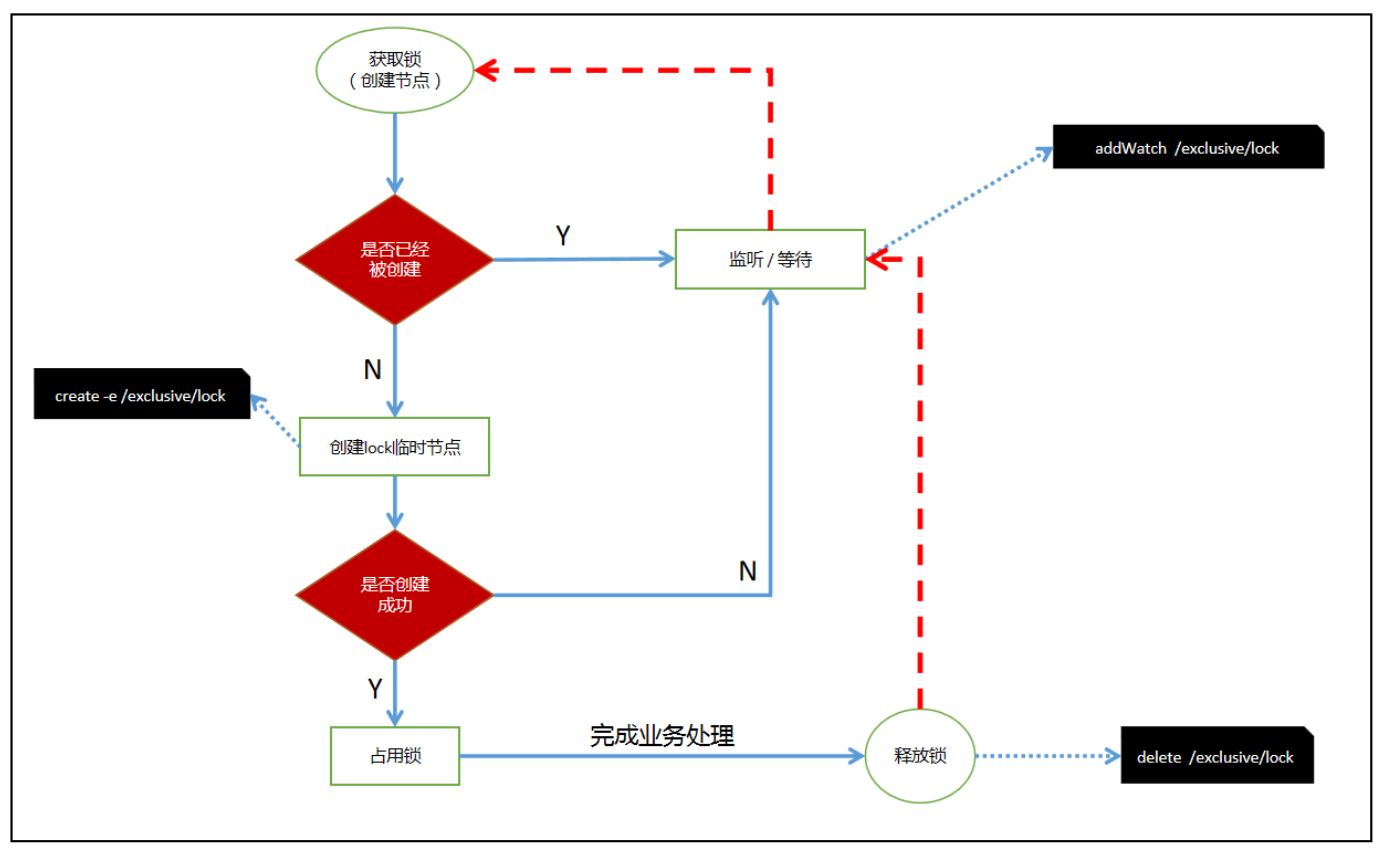 获取锁
（创建节点）
addWatch /exclusive/lock
是否已经
被创建
Y
监听 / 等待
N
create -e /exclusive/lock
创建lock临时节点
是否创建
成功
N
Y
完成业务处理
占用锁
释放锁
delete /exclusive/lock